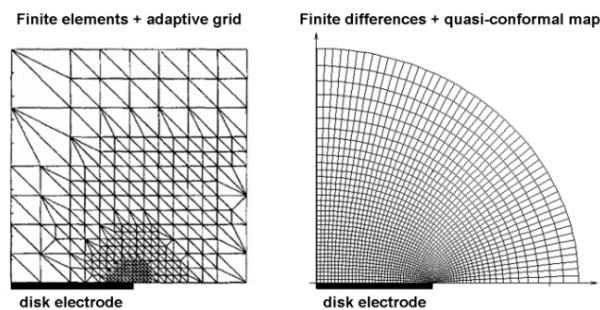 Finite elements + adaptive grid
Finite differences + quasi-conformal map
disk electrode
disk electrode